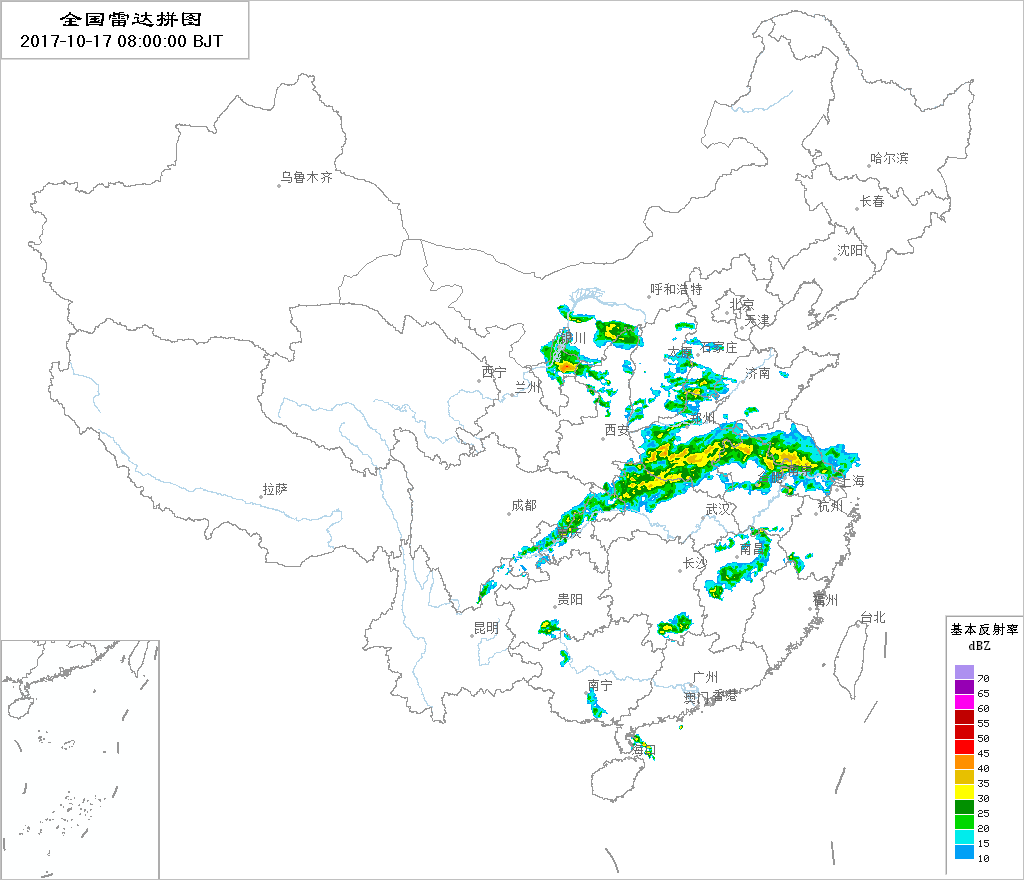 全国雷达拼图
2017-10-17 08:00:00 BJT
哈尔滨
乌鲁木齐
长春
沈阳
呼和浩特
北京
天津
银川
石家庄
太原
西宁
济南
兰州
郑州
西安
合肥
南京
上海
拉萨
成都
武汉
杭州
重庆
南昌
长沙
贵阳
福州
台北
昆明
广州
南宁
澳门
香港
海口
基本反射率
dBZ
70
65
60
55
50
45
40
35
30
25
20
15
10